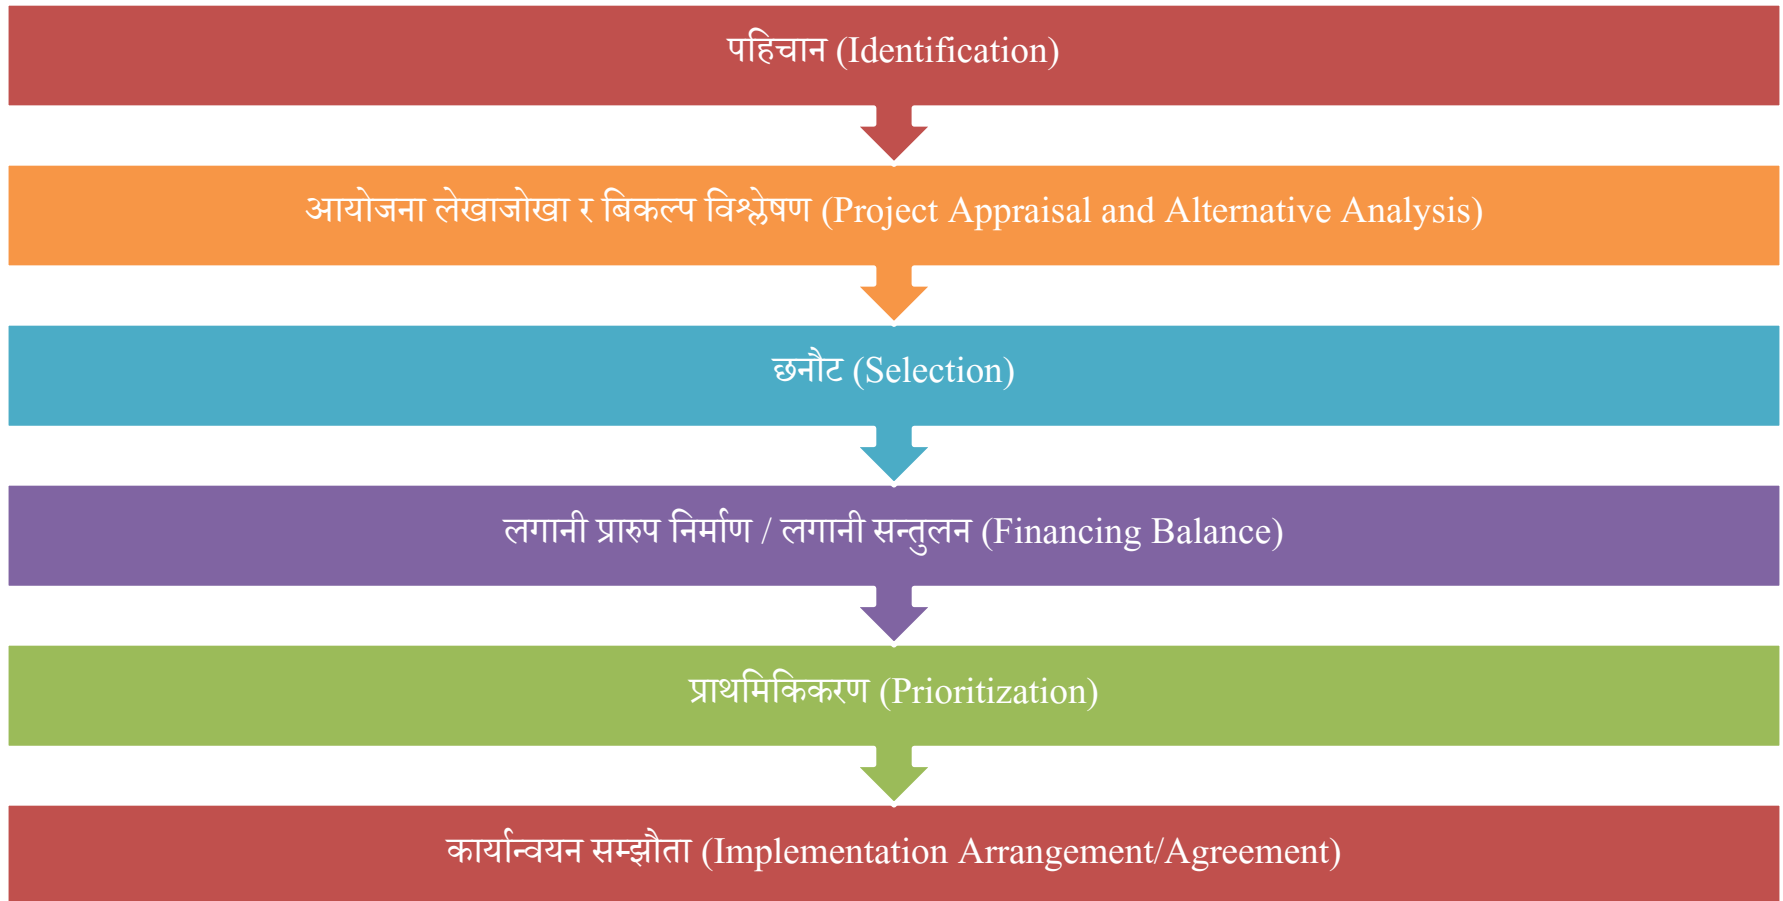 पहिचान (Identification)
आयोजना लेखाजोखा र बिकल्प विश्लेषण (Project Appraisal and Alternative Analysis)
छनौट (Selection)
लगानी प्रारुप निर्माण / लगानी सन्तुलन (Financing Balance)
प्राथमिकिकरण (Prioritization)
कार्यान्वयन सम्झौता (Implementation Arrangement/Agreement)